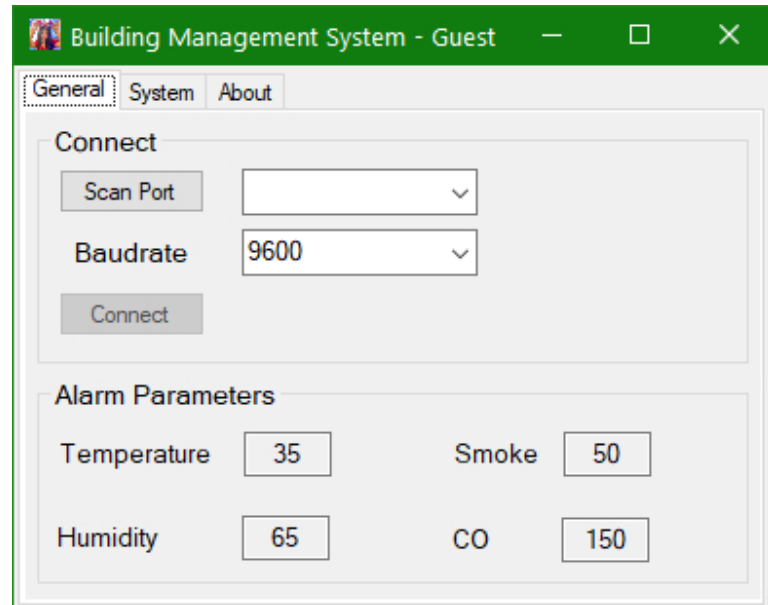 Building Management System - Guest
General System About
Connect
Scan Port
Baudrate 9600
Connect
Alarm Parameters
Temperature 35 Smoke 50
Humidity 65 CO 150